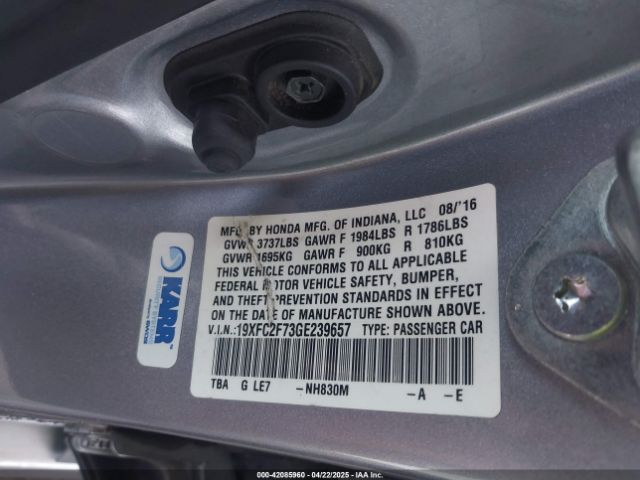 MFD. BY HONDA MFG. OF INDIANA, LLC 08/'16
GVWR 3737LBS GAWR F 1984LBS R 1786LBS
GVWR 1695KG GAWR F 900KG R 810KG
THIS VEHICLE CONFORMS TO ALL APPLICABLE
FEDERAL MOTOR VEHICLE SAFETY, BUMPER,
AND THEFT PREVENTION STANDARDS IN EFFECT
ON THE DATE OF MANUFACTURE SHOWN ABOVE.
V.I.N.: 19XFC2F73GE239657 TYPE: PASSENGER CAR
TBA G LE7 -NH830M -A -E
KARR
000-42085960 - 04/22/2025 - IAAI